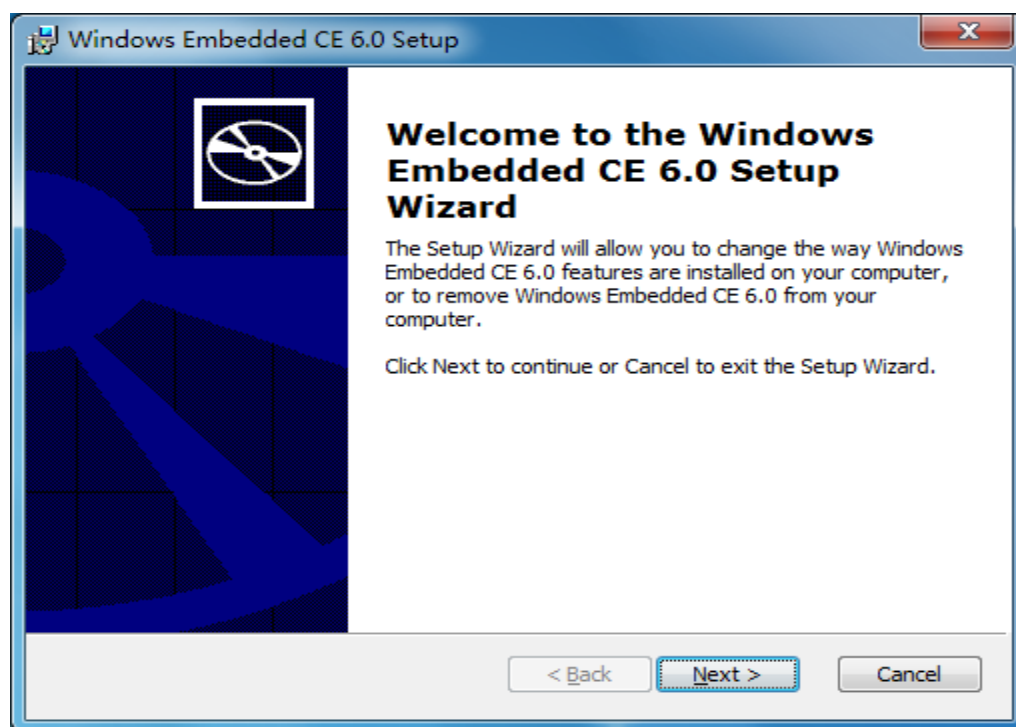 Windows Embedded CE 6.0 Setup
Welcome to the Windows
Embedded CE 6.0 Setup
Wizard
The Setup Wizard will allow you to change the way Windows
Embedded CE 6.0 features are installed on your computer,
or to remove Windows Embedded CE 6.0 from your
computer.
Click Next to continue or Cancel to exit the Setup Wizard.
< Back
Next >
Cancel